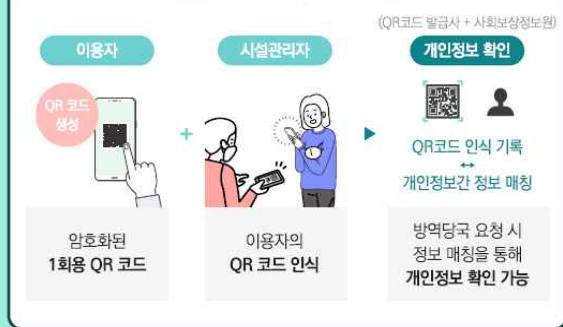 (QR코드 발급사 + 사회보장정보원)
이용자
시설관리자
개인정보 확인
QR 코드
생성
+
QR코드 인식 기록
↔
개인정보간 정보 매칭
암호화된
1회용 QR 코드
이용자의
QR 코드 인식
방역당국 요청 시
정보 매칭을 통해
개인정보 확인 가능